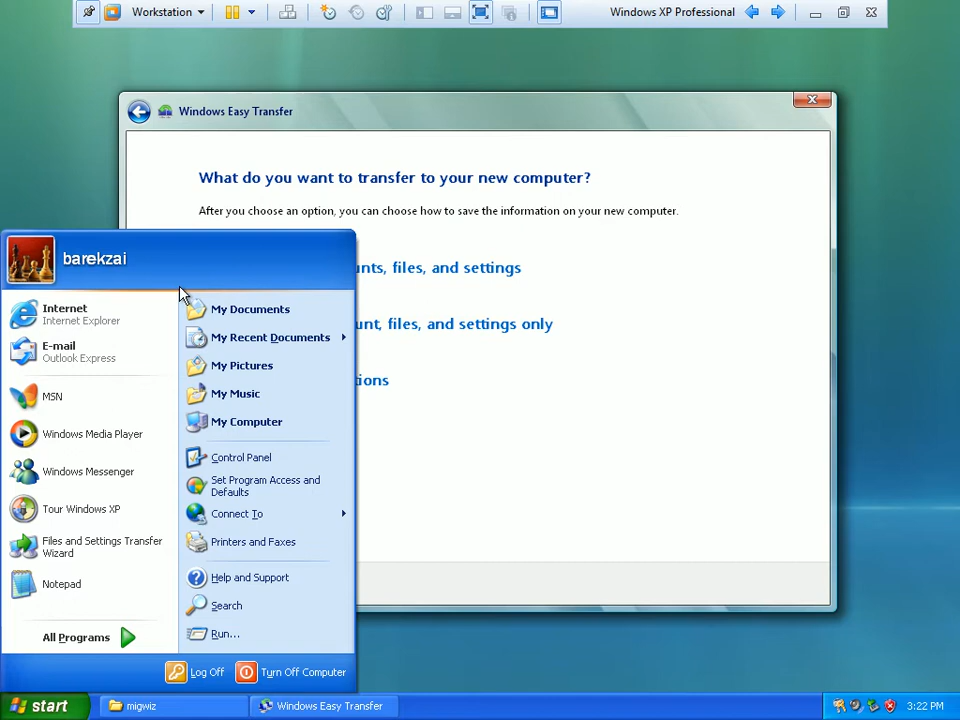 Workstation
Windows XP Professional
Windows Easy Transfer
What do you want to transfer to your new computer?
After you choose an option, you can choose how to save the information on your new computer.
unts, files, and settings
unt, files, and settings only
tions
barekzai
Internet
Internet Explorer
E-mail
Outlook Express
MSN
Windows Media Player
Windows Messenger
Tour Windows XP
Files and Settings Transfer
Wizard
Notepad
All Programs
My Documents
My Recent Documents
My Pictures
My Music
My Computer
Control Panel
Set Program Access and
Defaults
Connect To
Printers and Faxes
Help and Support
Search
Run...
Log Off
Turn Off Computer
start
migwiz
Windows Easy Transfer
3:22 PM